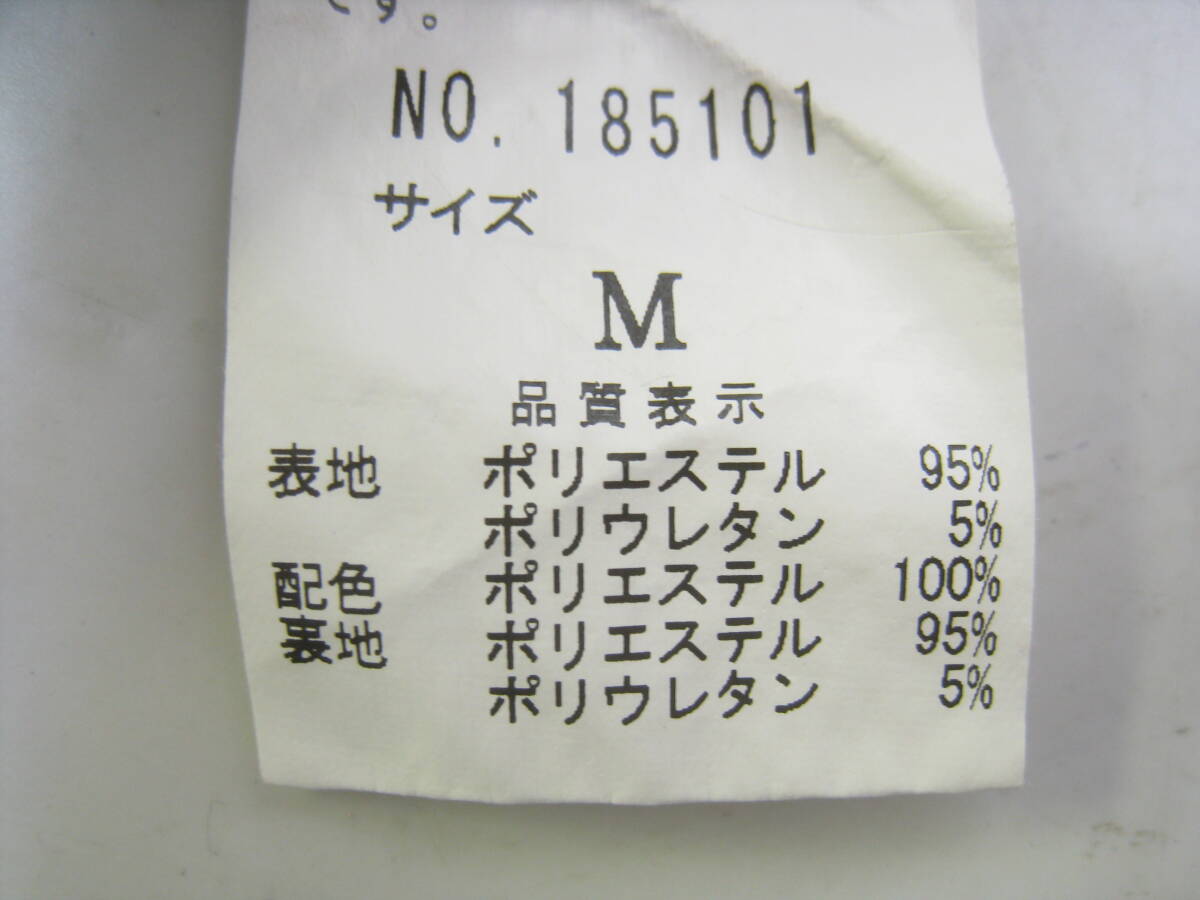 です。
NO. 185101
サイズ
M
品質表示
表地 ポリエステル 95%
ポリウレタン 5%
配色 ポリエステル 100%
裏地 ポリエステル 95%
ポリウレタン 5%